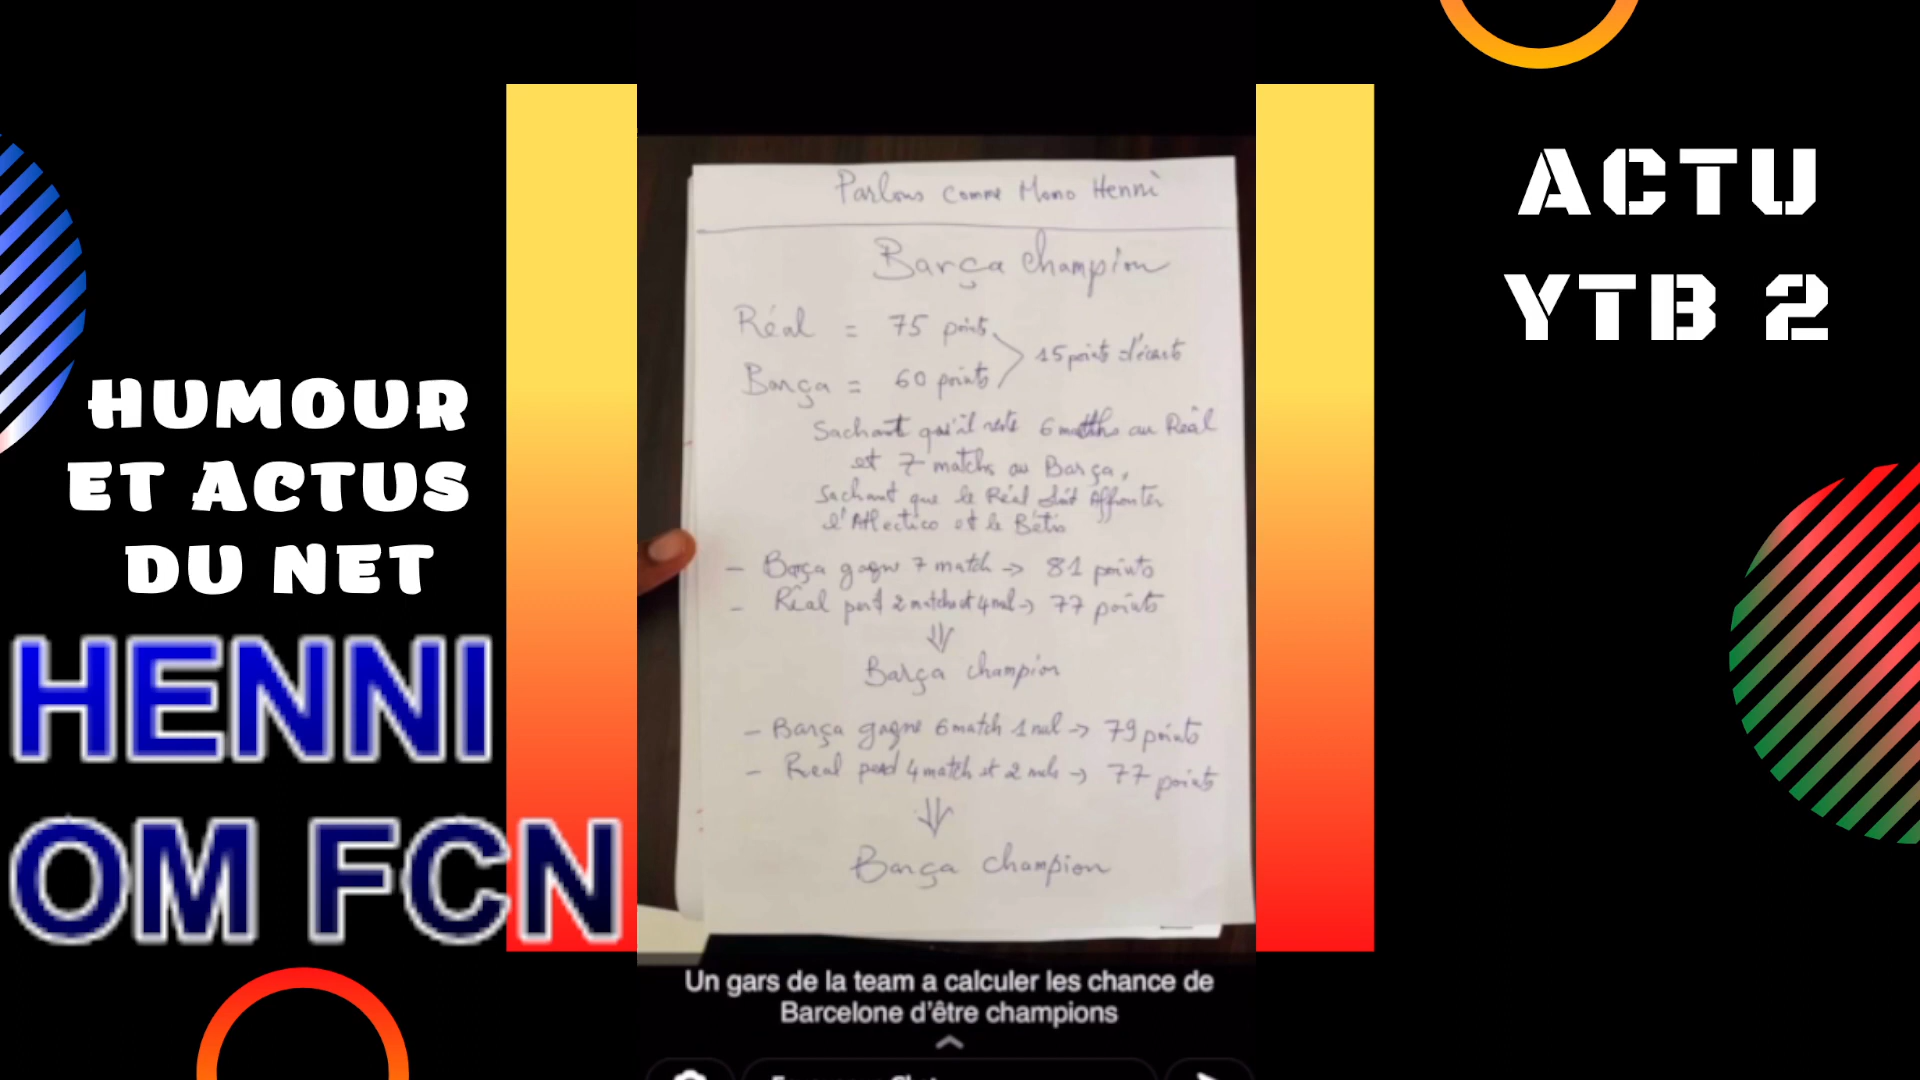 HUMOUR
ET ACTUS
DU NET
HENNI
OM FCN
Parlons comme Momo Henni
Barça champion
Réal = 75 points
15 points d'écarts
Barça = 60 points
Sachant qu'il reste 6 matchs au Réal
et 7 matchs au Barça,
Sachant que le Réal doit Affronter
l'Atlectico et le Bétis
- Barça gagne 7 match -> 81 points
- Réal perd 2 matchs et 4 nul -> 77 points
Barça champion
- Barça gagne 6 match 1 nul -> 79 points
- Real perd 4 match et 2 nuls -> 77 points
Barça champion
Un gars de la team a calculer les chance de
Barcelone d'être champions
ACTU
YTB 2